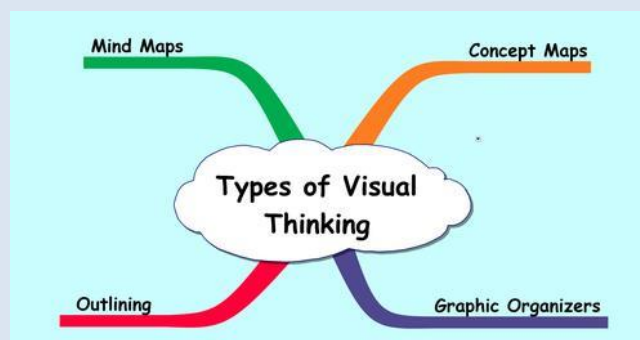 Mind Maps
Concept Maps
Types of Visual
Thinking
Outlining
Graphic Organizers